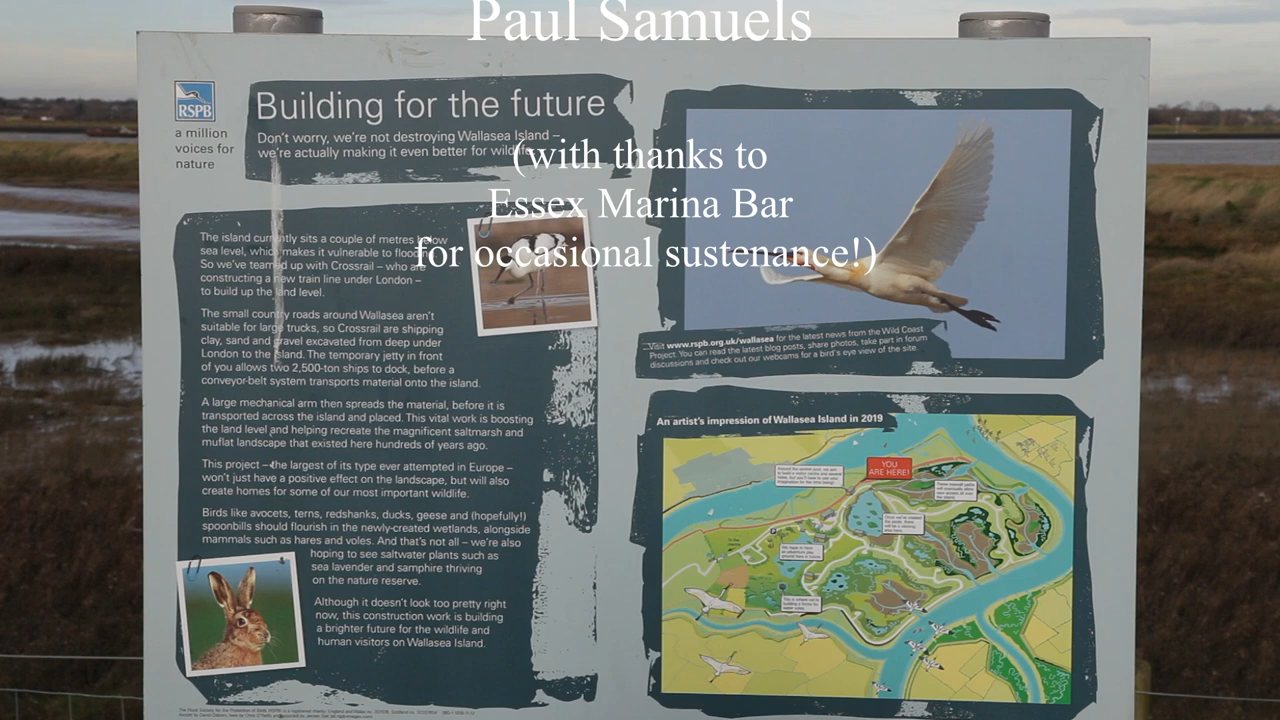 Paul Samuels
(with thanks to
Essex Marina Bar
for occasional sustenance!)
RSPB
a million
voices for
nature
Building for the future
Don't worry, we're not destroying Wallasea Island –
we're actually making it even better for wildlife.
The island currently sits a couple of metres below
sea level, which makes it vulnerable to flooding.
So we've teamed up with Crossrail – who are
constructing a new train line under London –
to build up the land level.
The small country roads around Wallasea aren't
suitable for large trucks, so Crossrail are shipping
clay, sand and gravel excavated from deep under
London to the island. The temporary jetty in front
of you allows two 2,500-ton ships to dock, before a
conveyor-belt system transports material onto the island.
A large mechanical arm then spreads the material, before it is
transported across the island and placed. This vital work is boosting
the land level and helping recreate the magnificent saltmarsh and
muflat landscape that existed here hundreds of years ago.
This project – the largest of its type ever attempted in Europe –
won't just have a positive effect on the landscape, but will also
create homes for some of our most important wildlife.
Birds like avocets, terns, redshanks, ducks, geese and (hopefully!)
spoonbills should flourish in the newly-created wetlands, alongside
mammals such as hares and voles. And that's not all – we're also
hoping to see saltwater plants such as
sea lavender and samphire thriving
on the nature reserve.
Although it doesn't look too pretty right
now, this construction work is building
a brighter future for the wildlife and
human visitors on Wallasea Island.
Visit www.rspb.org.uk/wallasea for the latest news from the Wild Coast
Project. You can read the latest blog posts, share photos, take part in forum
discussions and check out our webcams for a bird's eye view of the site.
An artist's impression of Wallasea Island in 2019
YOU
ARE HERE!